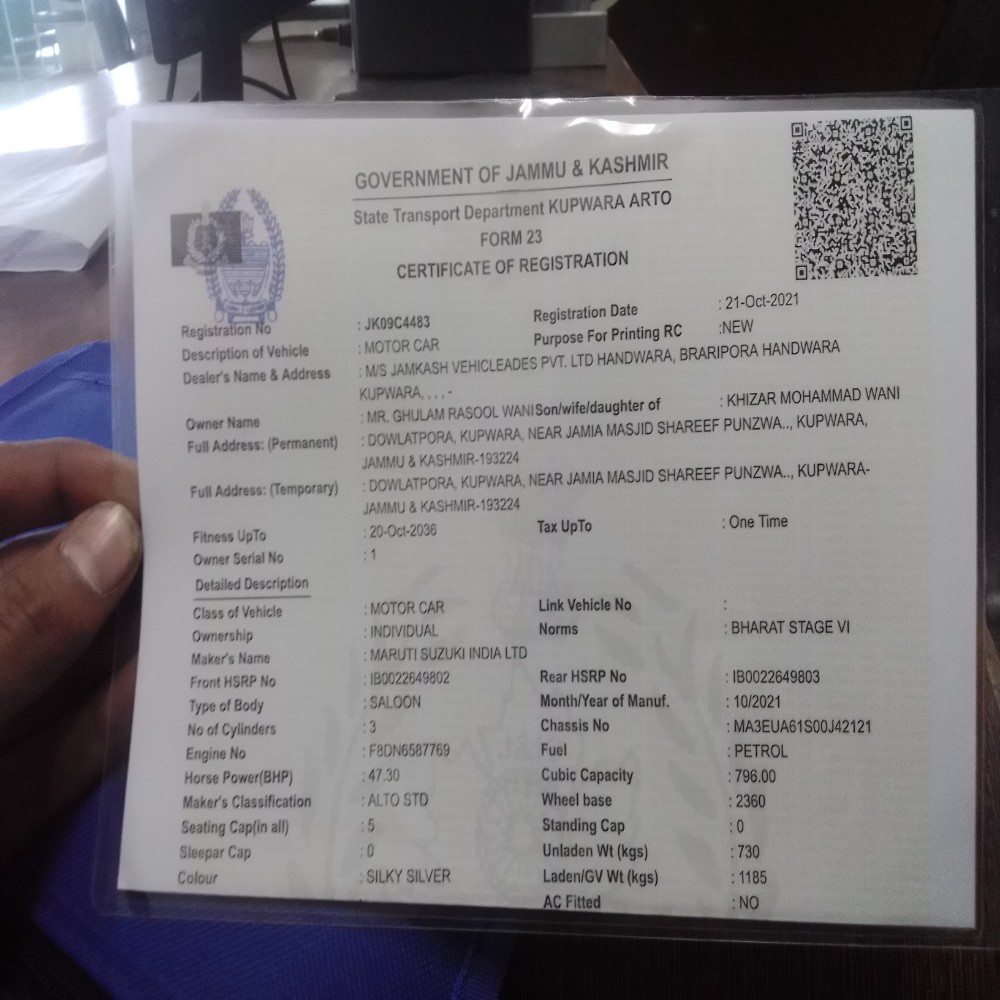 GOVERNMENT OF JAMMU & KASHMIR
State Transport Department KUPWARA ARTO
FORM 23
CERTIFICATE OF REGISTRATION
Registration No : JK09C4483 Registration Date : 21-Oct-2021
Description of Vehicle : MOTOR CAR Purpose For Printing RC :NEW
Dealer's Name & Address : M/S JAMKASH VEHICLEADES PVT. LTD HANDWARA, BRARIPORA HANDWARA
KUPWARA, , , , -
Owner Name : MR. GHULAM RASOOL WANI Son/wife/daughter of : KHIZAR MOHAMMAD WANI
Full Address: (Permanent) : DOWLATPORA, KUPWARA, NEAR JAMIA MASJID SHAREEF PUNZWA.., KUPWARA,
JAMMU & KASHMIR-193224
Full Address: (Temporary) : DOWLATPORA, KUPWARA, NEAR JAMIA MASJID SHAREEF PUNZWA.., KUPWARA-
JAMMU & KASHMIR-193224
Fitness UpTo : 20-Oct-2036 Tax UpTo : One Time
Owner Serial No : 1
Detailed Description
Class of Vehicle : MOTOR CAR Link Vehicle No :
Ownership : INDIVIDUAL Norms : BHARAT STAGE VI
Maker's Name : MARUTI SUZUKI INDIA LTD
Front HSRP No : IB0022649802 Rear HSRP No : IB0022649803
Type of Body : SALOON Month/Year of Manuf. : 10/2021
No of Cylinders : 3 Chassis No : MA3EUA61S00J42121
Engine No : F8DN6587769 Fuel : PETROL
Horse Power(BHP) : 47.30 Cubic Capacity : 796.00
Maker's Classification : ALTO STD Wheel base : 2360
Seating Cap(in all) : 5 Standing Cap : 0
Sleepar Cap : 0 Unladen Wt (kgs) : 730
Colour : SILKY SILVER Laden/GV Wt (kgs) : 1185
AC Fitted : NO